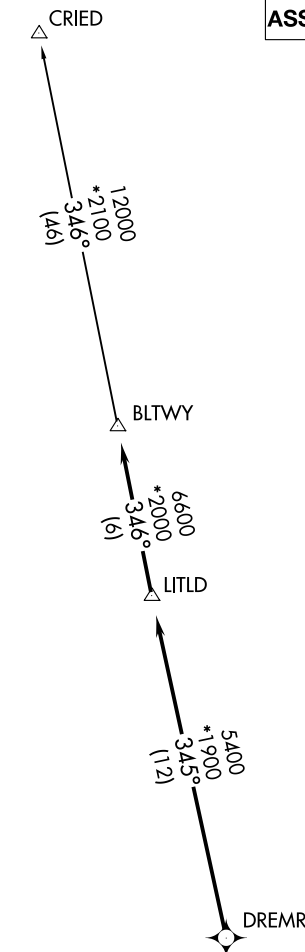 CRIED
ASS
12000
*2100
346°
(46)
BLTWY
6600
*2000
346°
(6)
LITLD
5400
*1900
345°
(12)
DREMR